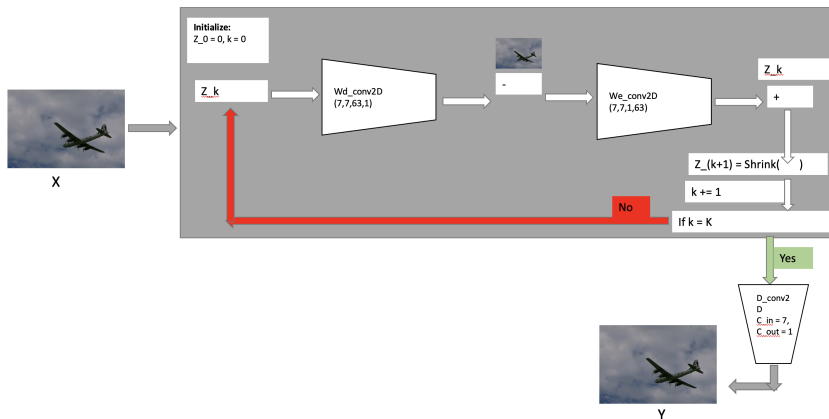 Initialize:
Z_0 = 0, k = 0
Z_k
Wd_conv2D
(7,7,63,1)
-
We_conv2D
(7,7,1,63)
Z_k
+
Z_(k+1) = Shrink( )
k += 1
If k = K
No
Yes
X
D_conv2
D
C_in = 7,
C_out = 1
Y